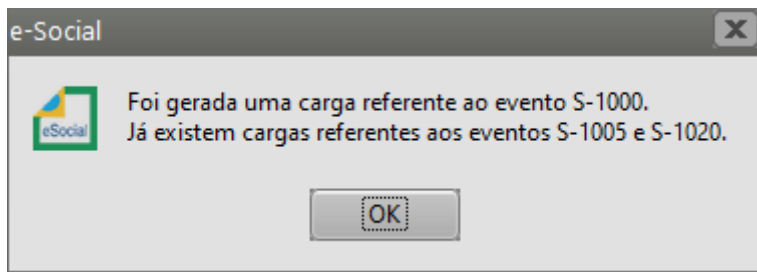 e-Social
Foi gerada uma carga referente ao evento S-1000.
Já existem cargas referentes aos eventos S-1005 e S-1020.
eSocial
OK